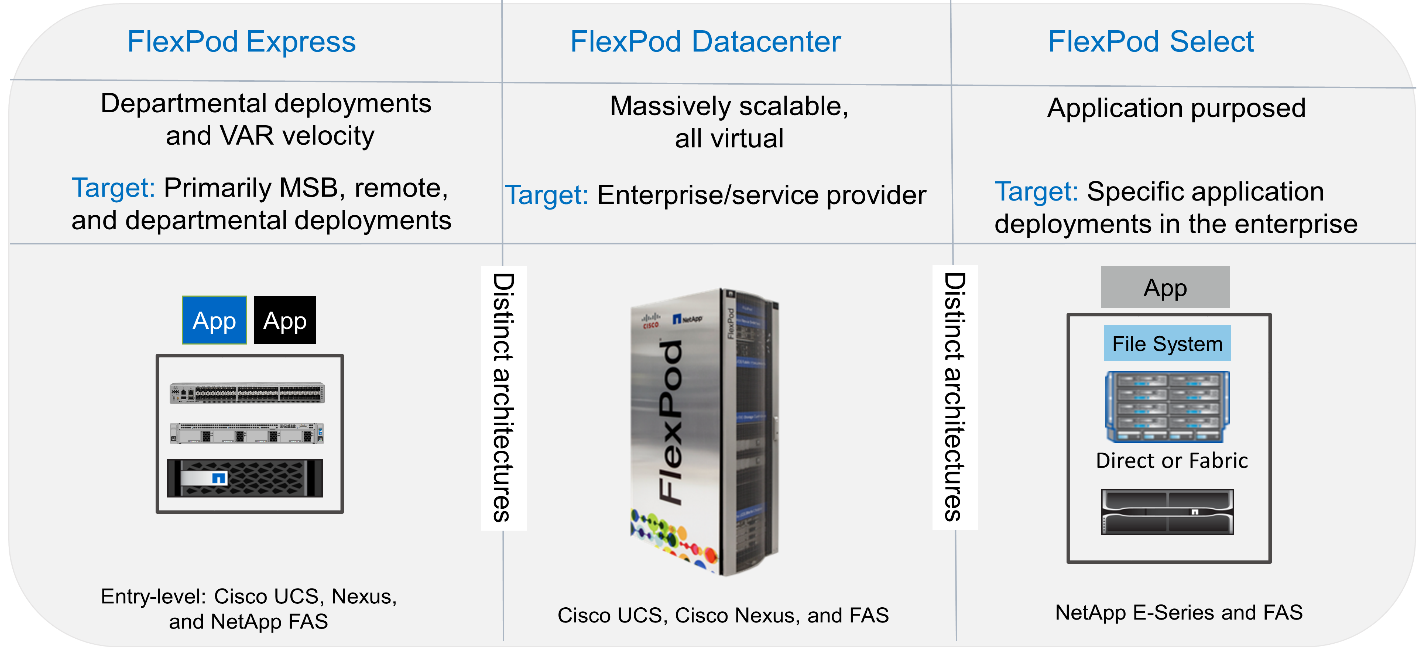 FlexPod Express
FlexPod Datacenter
FlexPod Select
Departmental deployments
and VAR velocity
Massively scalable,
all virtual
Application purposed
Target: Primarily MSB, remote,
and departmental deployments
Target: Enterprise/service provider
Target: Specific application
deployments in the enterprise
App
App
Distinct architectures
CISCO
NetApp
FlexPod
FlexPod
Distinct architectures
App
File System
Direct or Fabric
Entry-level: Cisco UCS, Nexus,
and NetApp FAS
Cisco UCS, Cisco Nexus, and FAS
NetApp E-Series and FAS